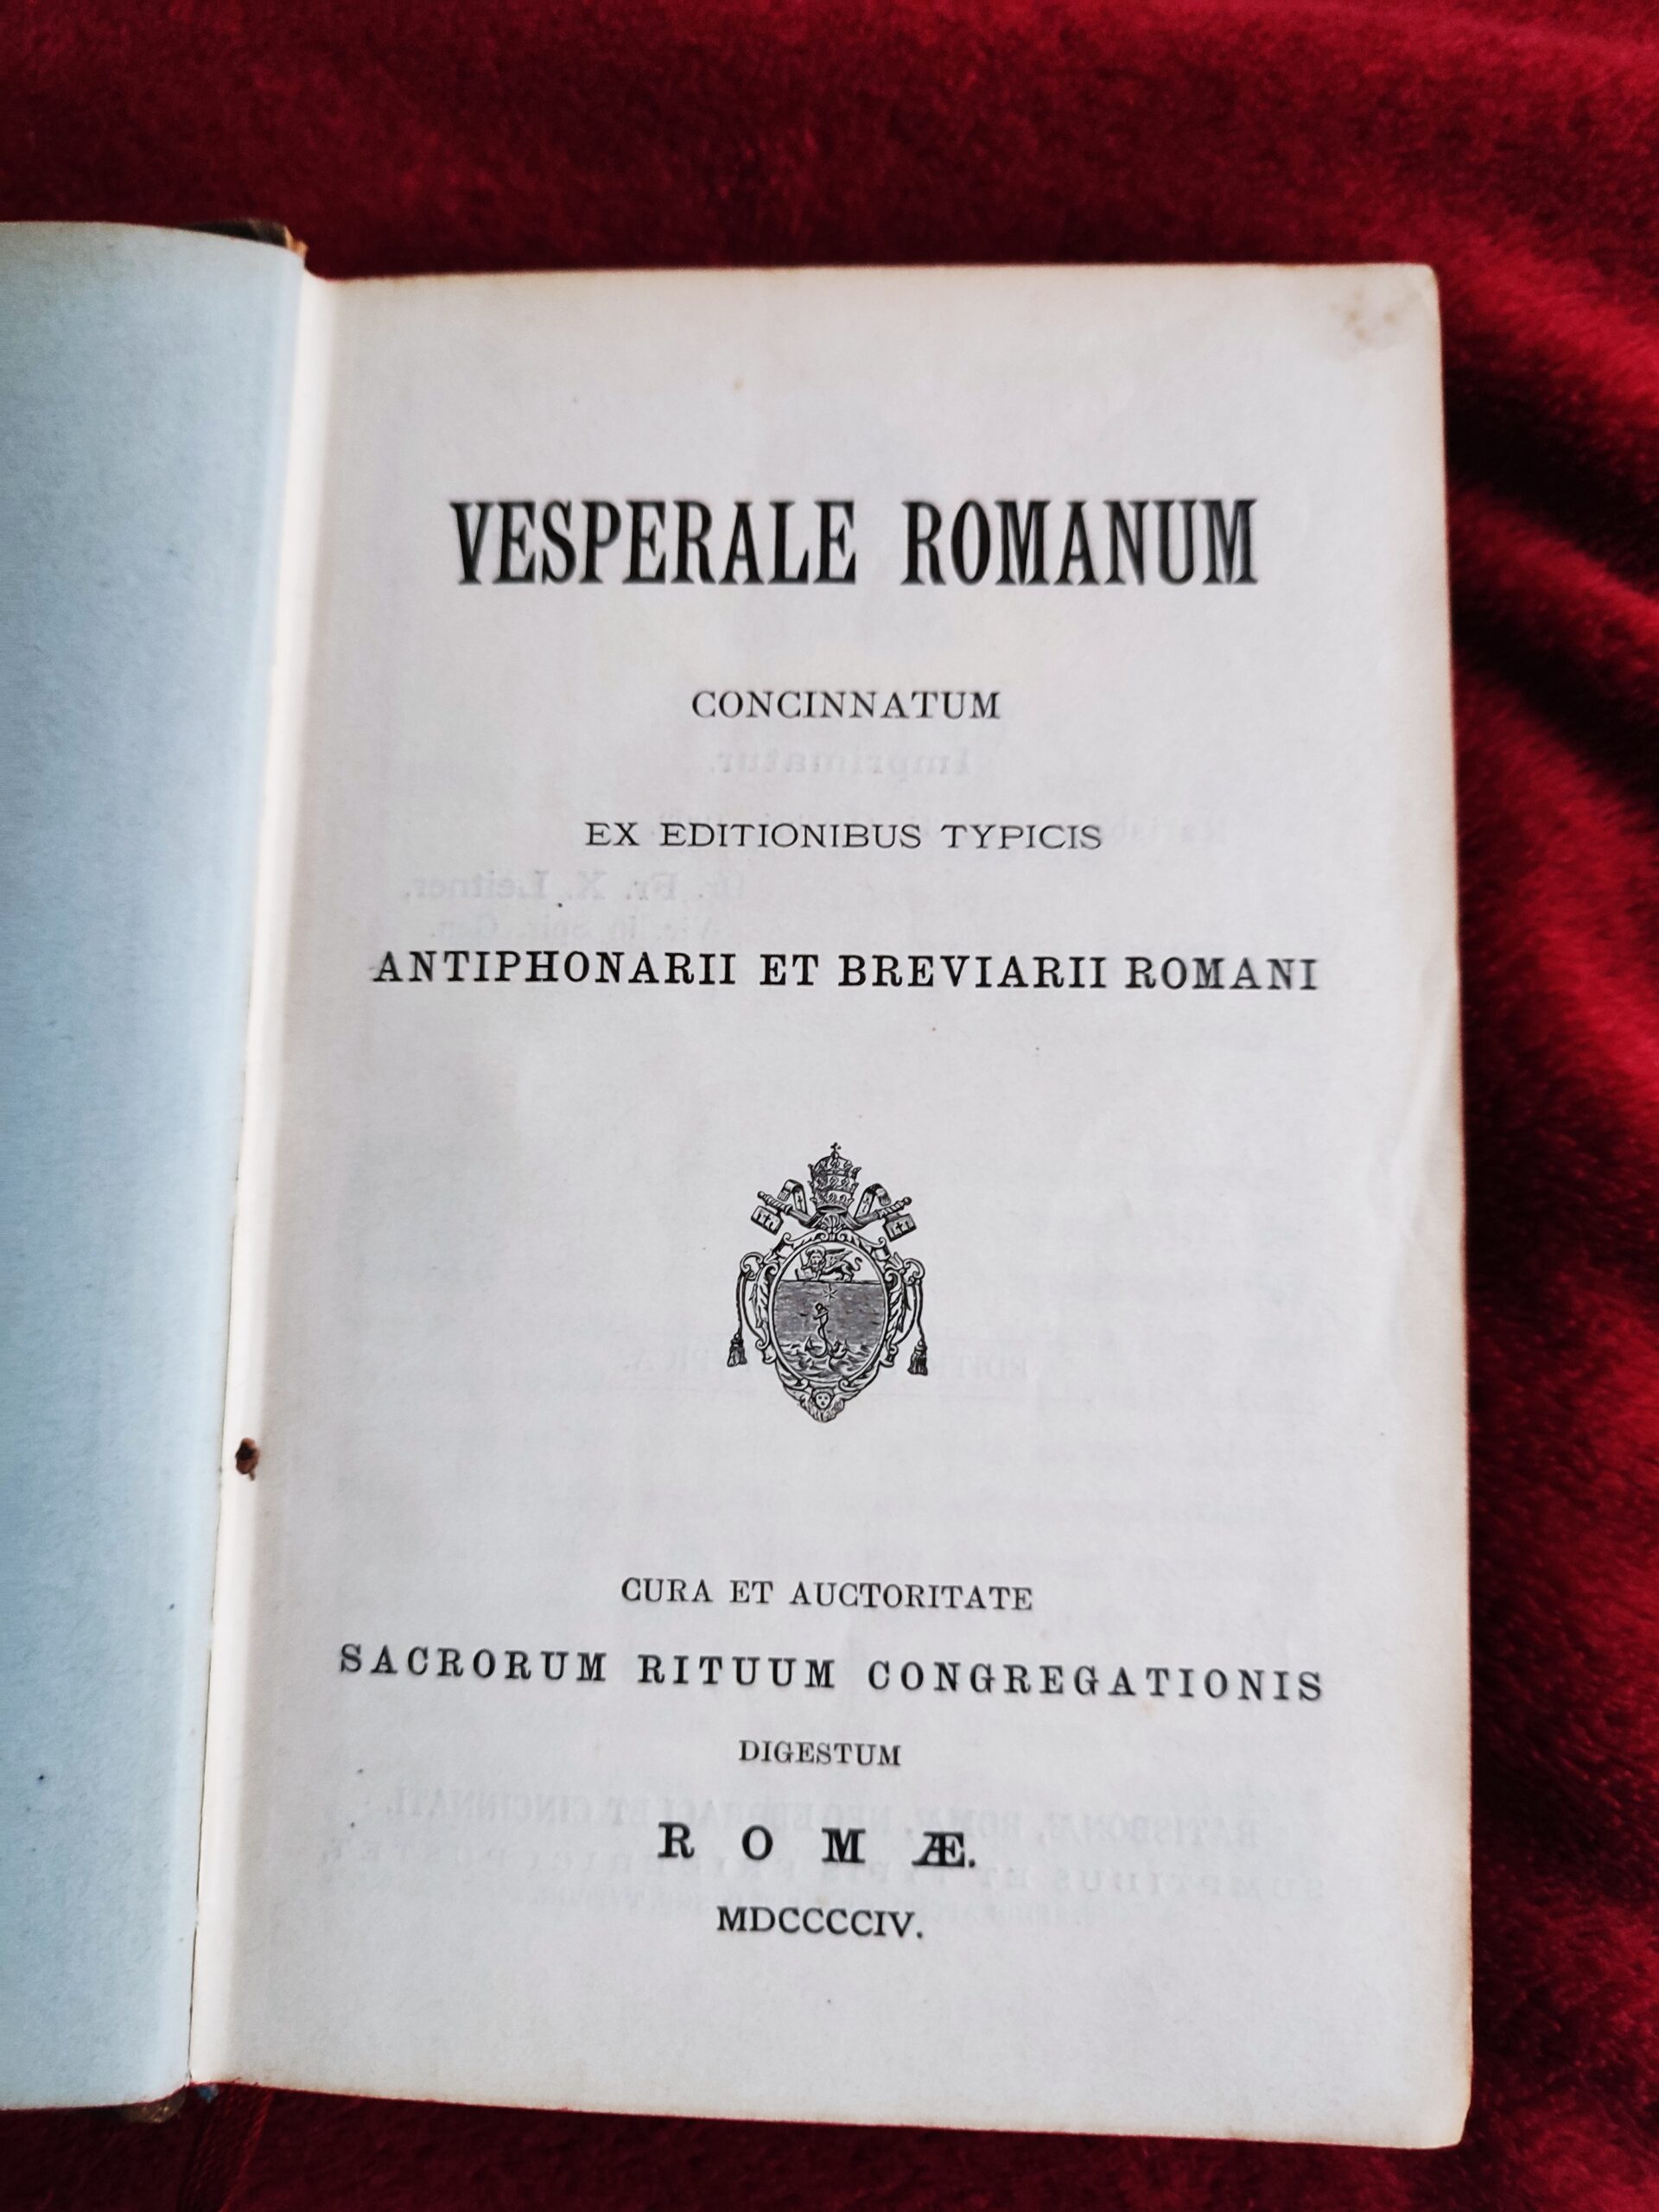 VESPERALE ROMANUM
CONCINNATUM
EX EDITIONIBUS TYPICIS
ANTIPHONARII ET BREVIARII ROMANI
CURA ET AUCTORITATE
SACRORUM RITUUM CONGREGATIONIS
DIGESTUM
ROMÆ.
MDCCCCIV.